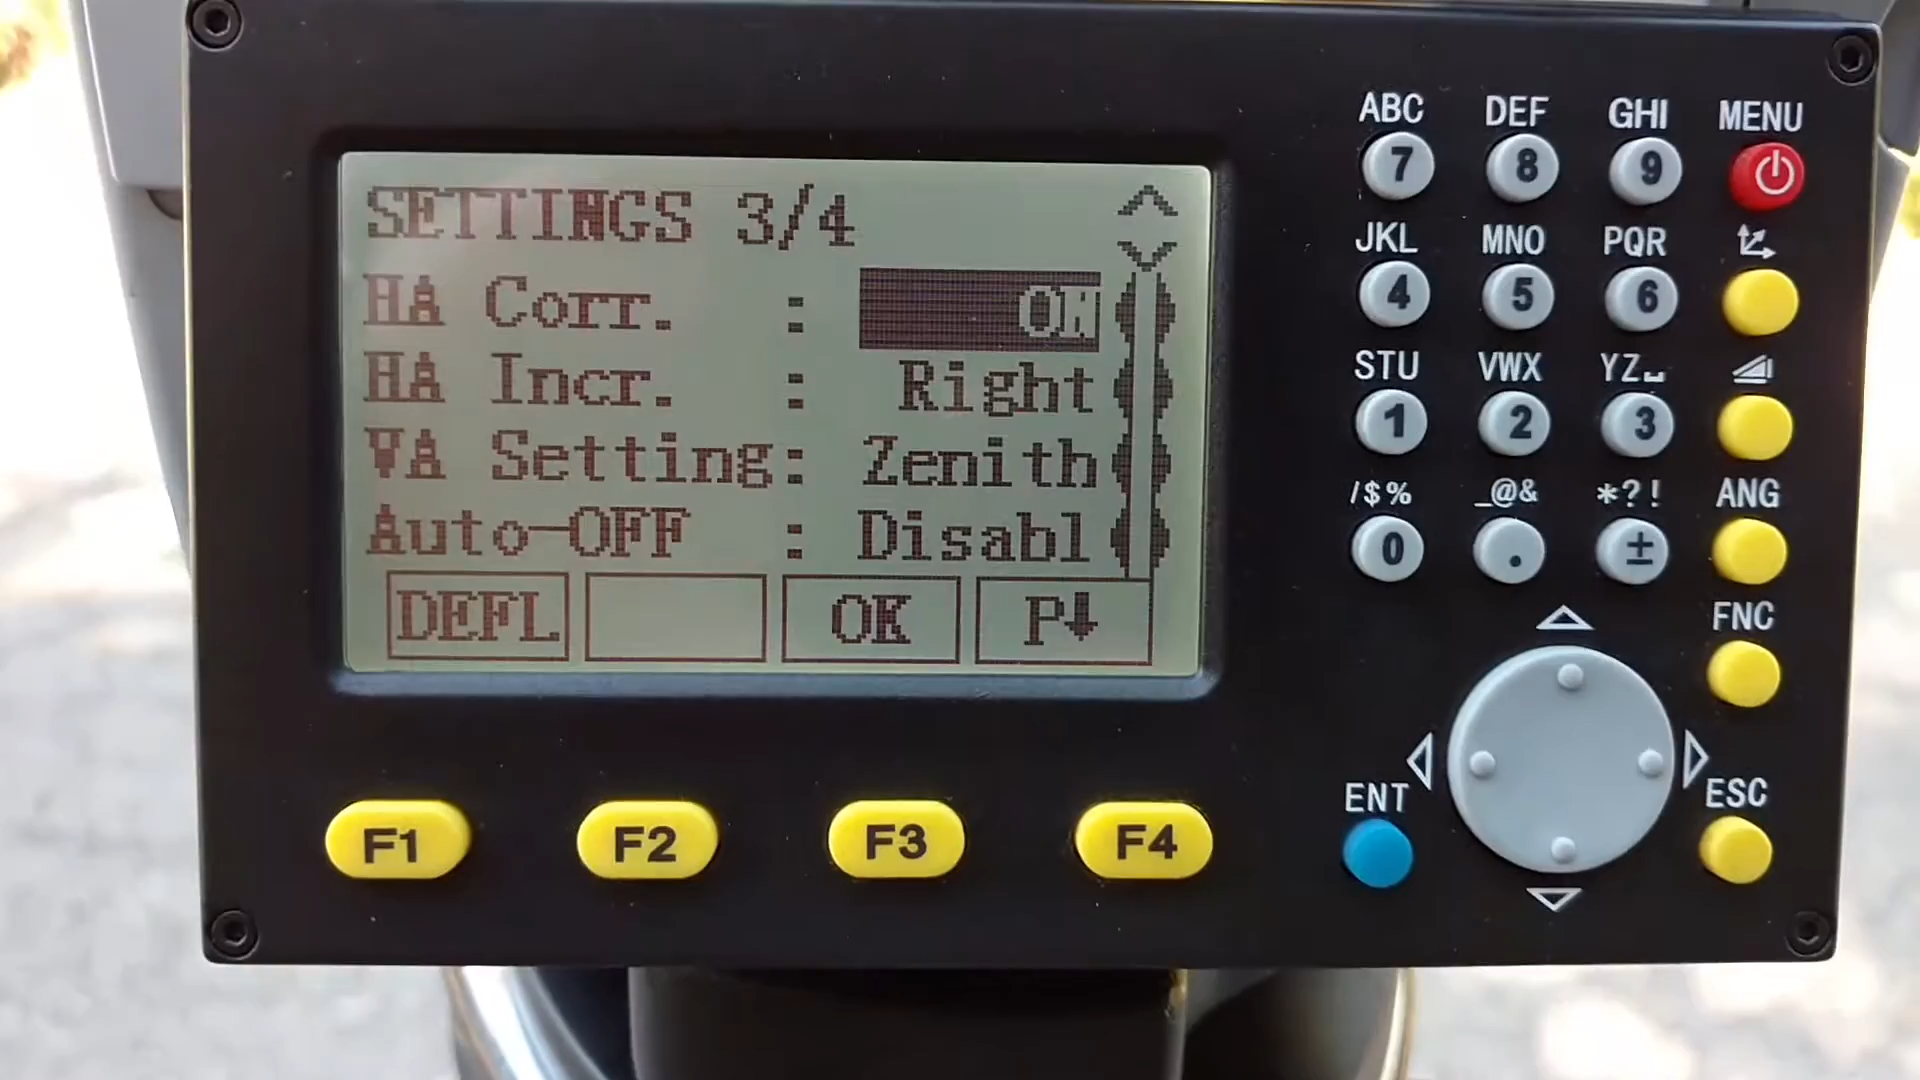 SETTINGS 3/4
HA Corr. : ON
HA Incr. : Right
VA Setting: Zenith
Auto-OFF : Disabl
DEFL OK P↓
F1 F2 F3 F4
ABC DEF GHI MENU
7 8 9
JKL MNO PQR
4 5 6
STU VWX YZ⎵
1 2 3
/$% _@& *?! ANG
0 . ±
FNC
ENT ESC